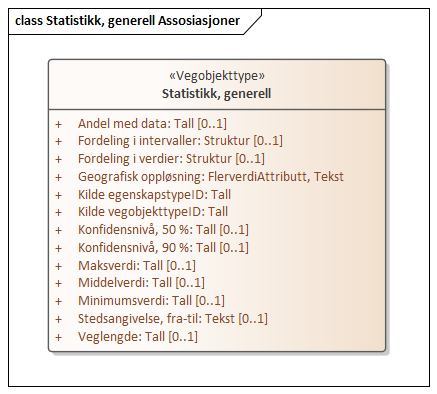 class Statistikk, generell Assosiasjoner
«Vegobjekttype»
Statistikk, generell
+ Andel med data: Tall [0..1]
+ Fordeling i intervaller: Struktur [0..1]
+ Fordeling i verdier: Struktur [0..1]
+ Geografisk oppløsning: FlerverdiAttributt, Tekst
+ Kilde egenskapstypeID: Tall
+ Kilde vegobjekttypeID: Tall
+ Konfidensnivå, 50 %: Tall [0..1]
+ Konfidensnivå, 90 %: Tall [0..1]
+ Maksverdi: Tall [0..1]
+ Middelverdi: Tall [0..1]
+ Minimumsverdi: Tall [0..1]
+ Stedsangivelse, fra-til: Tekst [0..1]
+ Veglengde: Tall [0..1]